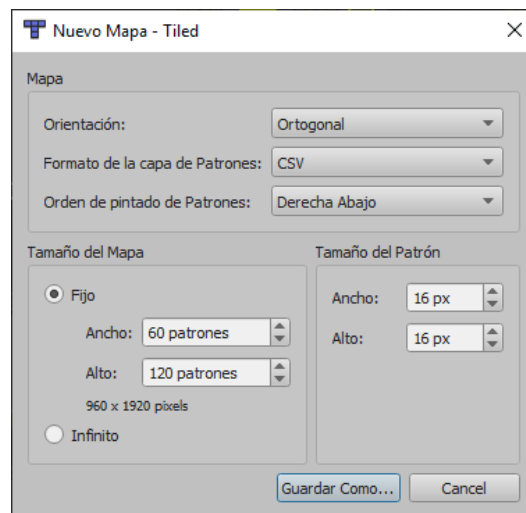 Nuevo Mapa - Tiled
Mapa
Orientación: Ortogonal
Formato de la capa de Patrones: CSV
Orden de pintado de Patrones: Derecha Abajo
Tamaño del Mapa
Fijo
Ancho: 60 patrones
Alto: 120 patrones
960 x 1920 pixels
Infinito
Tamaño del Patrón
Ancho: 16 px
Alto: 16 px
Guardar Como... Cancel